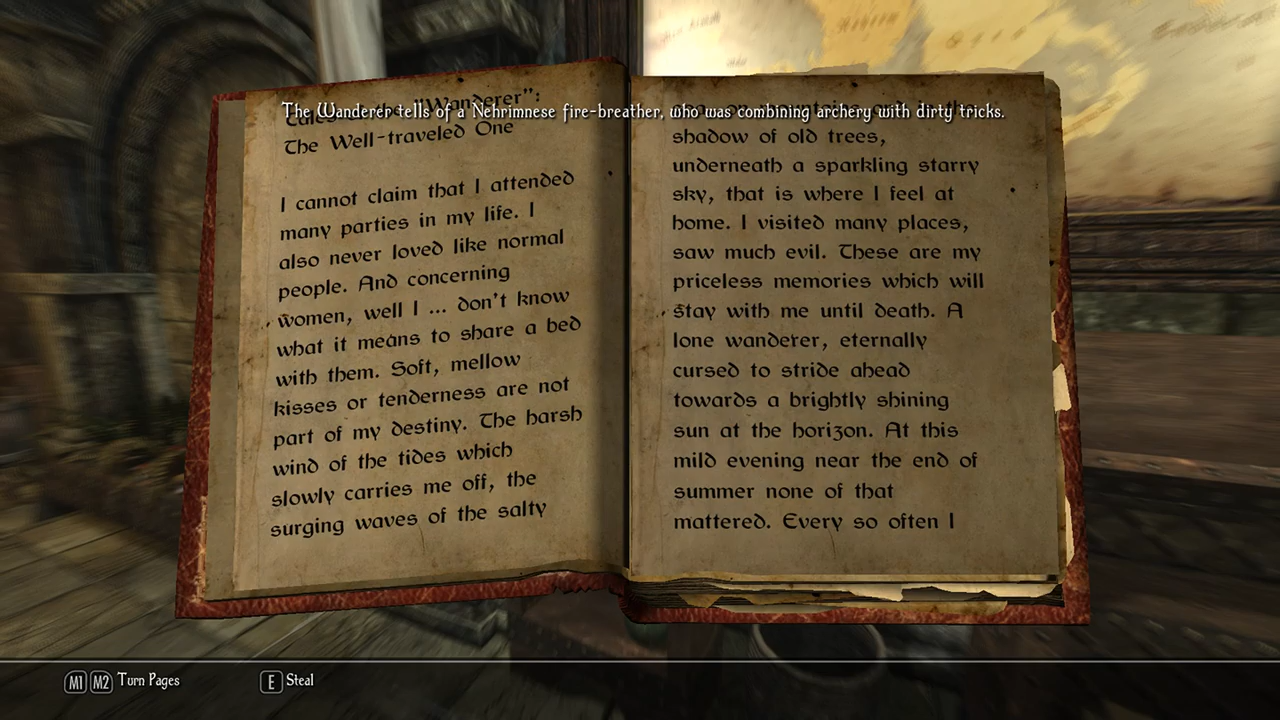 The Wanderer tells of a Nehrimnese fire-breather, who was combining archery with dirty tricks.
Tales the "Wanderer":
The Well-traveled One
I cannot claim that I attended
many parties in my life. I
also never loved like normal
people. And concerning
women, well I ... don't know
what it means to share a bed
with them. Soft, mellow
kisses or tenderness are not
part of my destiny. The harsh
wind of the tides which
slowly carries me off, the
surging waves of the salty
shadow of old trees,
underneath a sparkling starry
sky, that is where I feel at
home. I visited many places,
saw much evil. These are my
priceless memories which will
stay with me until death. A
lone wanderer, eternally
cursed to stride ahead
towards a brightly shining
sun at the horizon. At this
mild evening near the end of
summer none of that
mattered. Every so often I
M1 M2 Turn Pages
E Steal